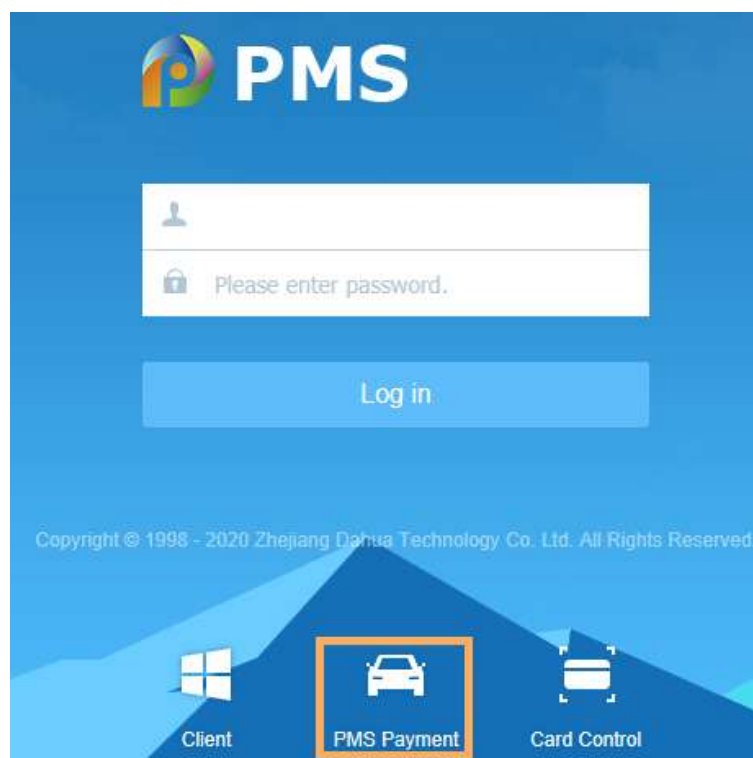 PMS
Please enter password.
Log in
Copyright © 1998 - 2020 Zhejiang Dahua Technology Co. Ltd. All Rights Reserved
Client
PMS Payment
Card Control